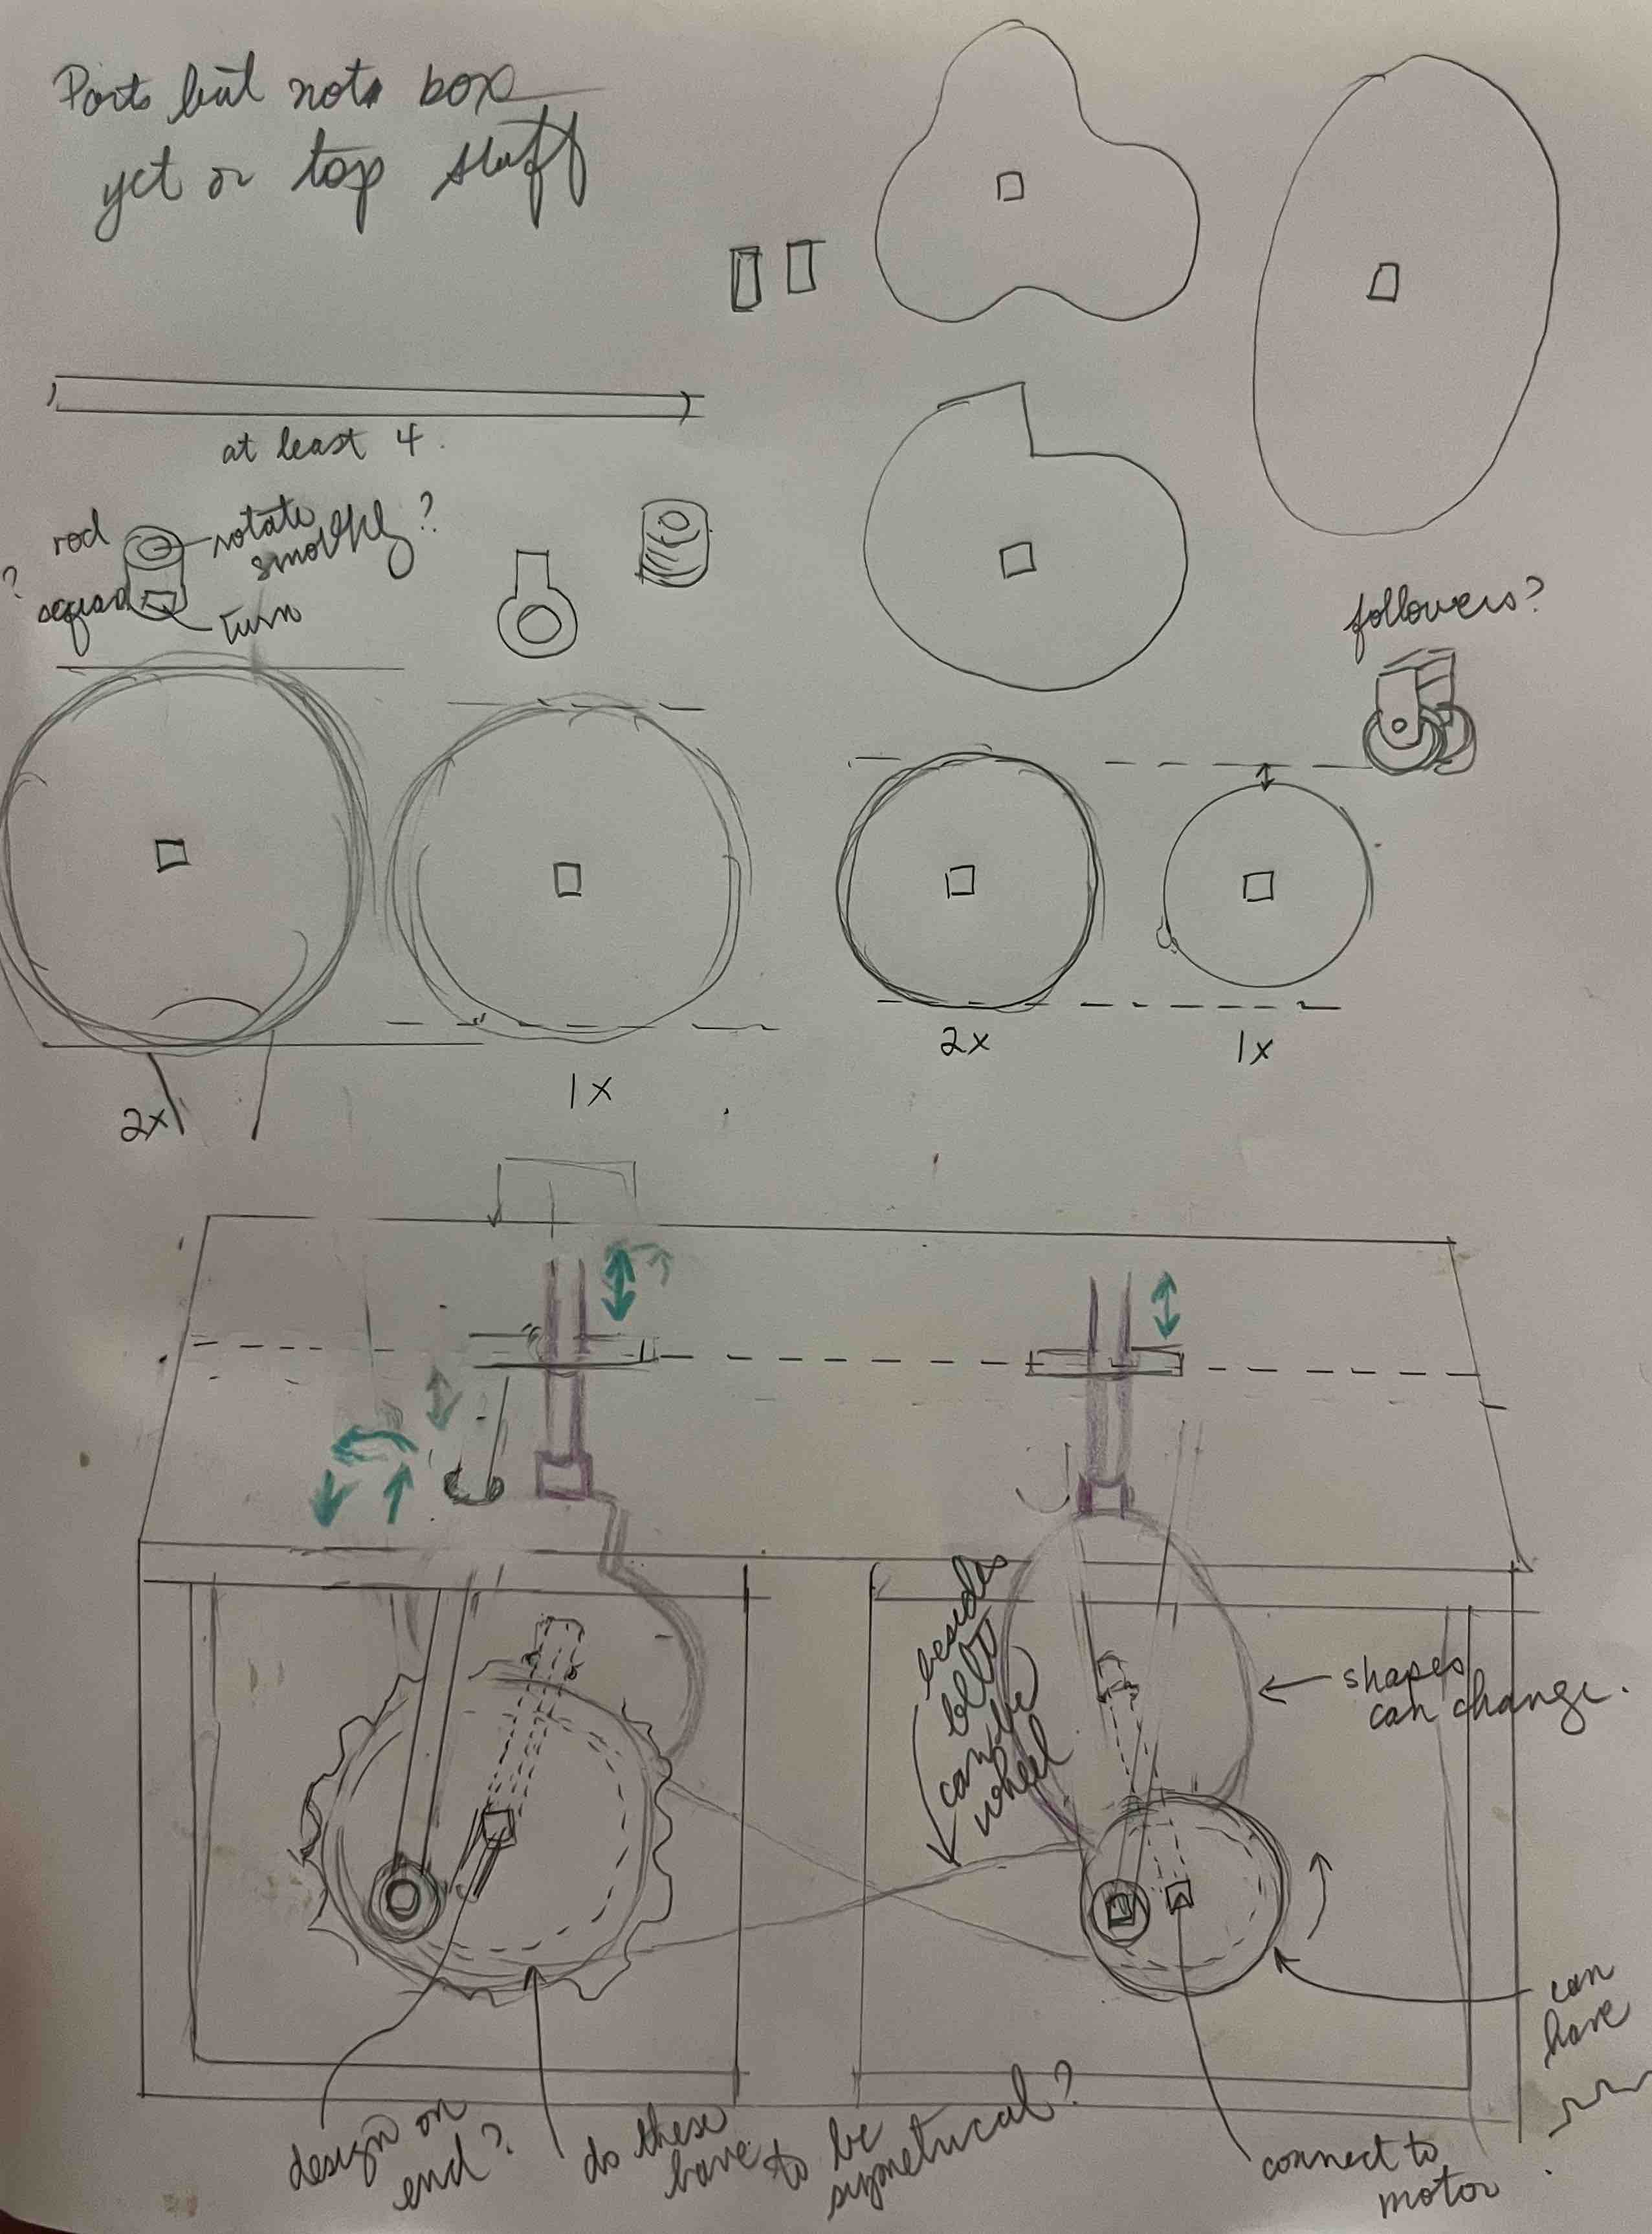 Parts but not box
yet or top stuff
at least 4.
rod
rotate
smoothly?
?
square
turn
followers?
2x
1x
2x
1x
besides
belt
can be
wheel
shapes
can change.
can
have
design on
end?
do these
have to be
symetrical?
connect to
motor.